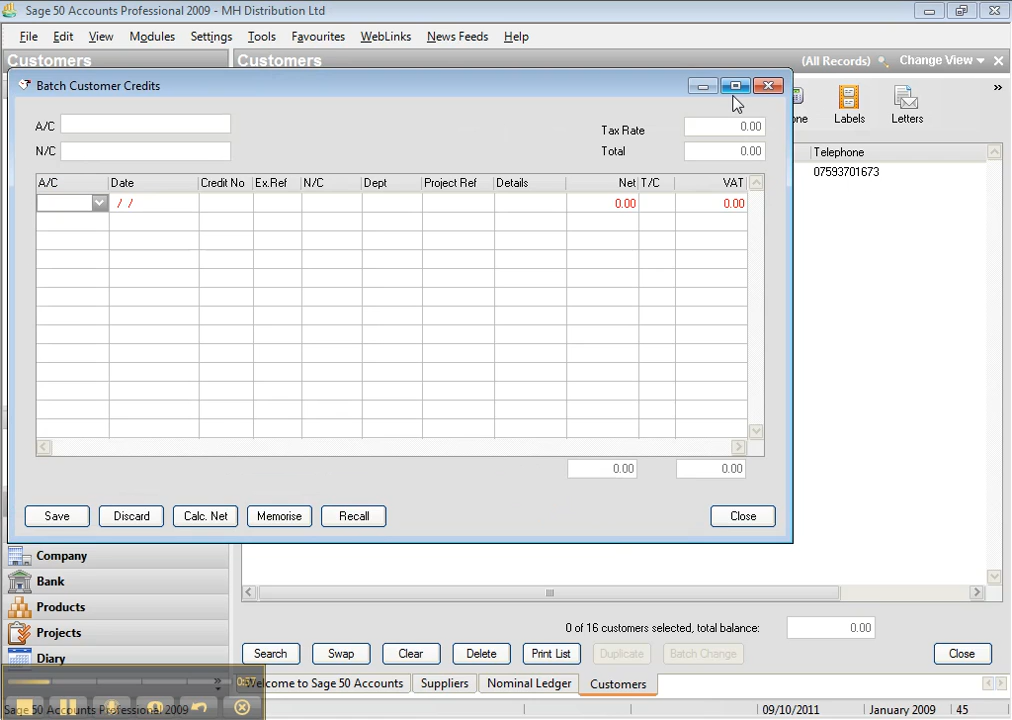 Sage 50 Accounts Professional 2009 - MH Distribution Ltd
File Edit View Modules Settings Tools Favourites WebLinks News Feeds Help
Customers Customers (All Records) Change View
Batch Customer Credits
Labels Letters
A/C Tax Rate 0.00
N/C Total 0.00
Telephone
07593701673
A/C Date Credit No Ex.Ref N/C Dept Project Ref Details Net T/C VAT
/ / 0.00 0.00
0.00 0.00
Save Discard Calc. Net Memorise Recall Close
Company
Bank
Products
Projects
Diary
0 of 16 customers selected, total balance: 0.00
Search Swap Clear Delete Print List Duplicate Batch Change Close
elcome to Sage 50 Accounts Suppliers Nominal Ledger Customers
Sage 50 Accounts Professional 2009 09/10/2011 January 2009 45